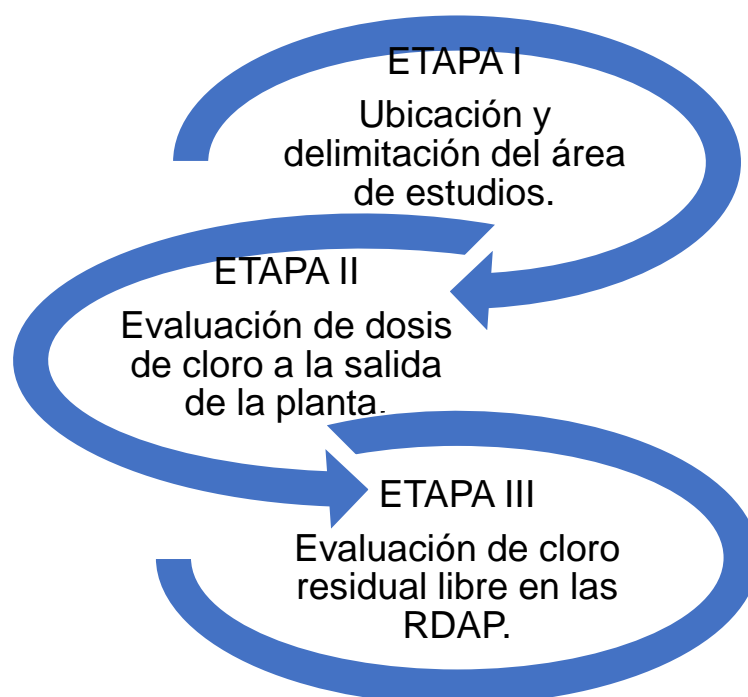 ETAPA I
Ubicación y
delimitación del área
de estudios.
ETAPA II
Evaluación de dosis
de cloro a la salida
de la planta.
ETAPA III
Evaluación de cloro
residual libre en las
RDAP.